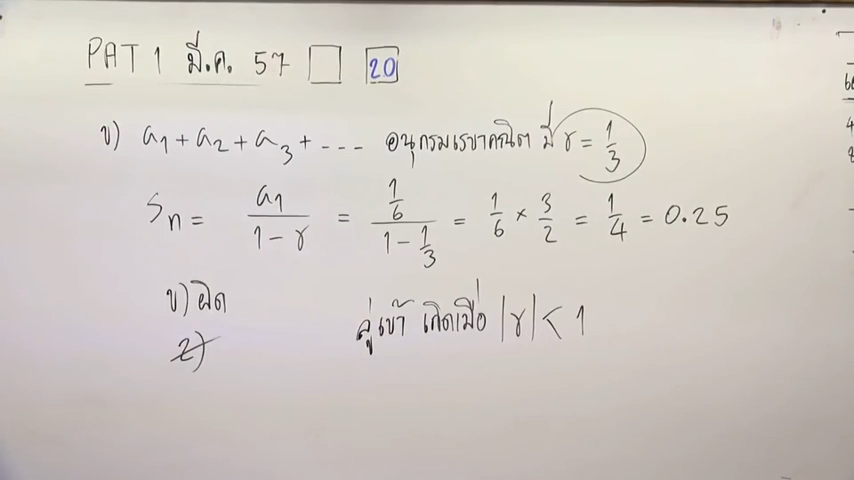 PAT 1 มี.ค. 57 20
ข) a1 + a2 + a3 + --- อนุกรมเรขาคณิต มี r = 1/3
Sn = a1/(1 - r) = (1/6)/(1 - 1/3) = 1/6 × 3/2 = 1/4 = 0.25
ข) ผิด
ลู่เข้า เกิดเมื่อ |r| < 1
2)